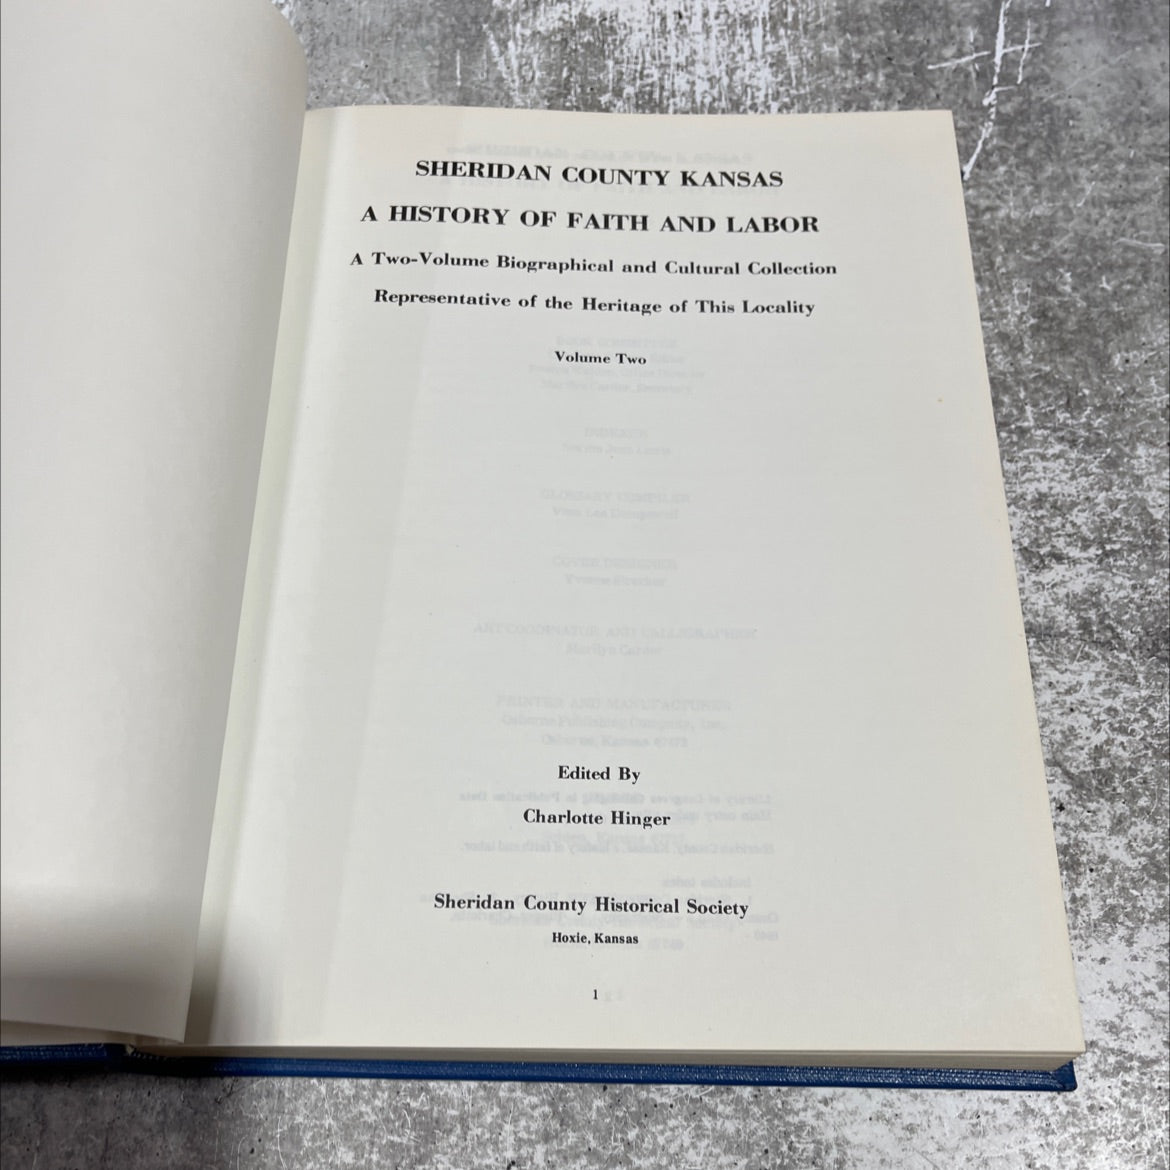 SHERIDAN COUNTY KANSAS
A HISTORY OF FAITH AND LABOR
A Two-Volume Biographical and Cultural Collection
Representative of the Heritage of This Locality
Volume Two
Edited By
Charlotte Hinger
Sheridan County Historical Society
Hoxie, Kansas
1